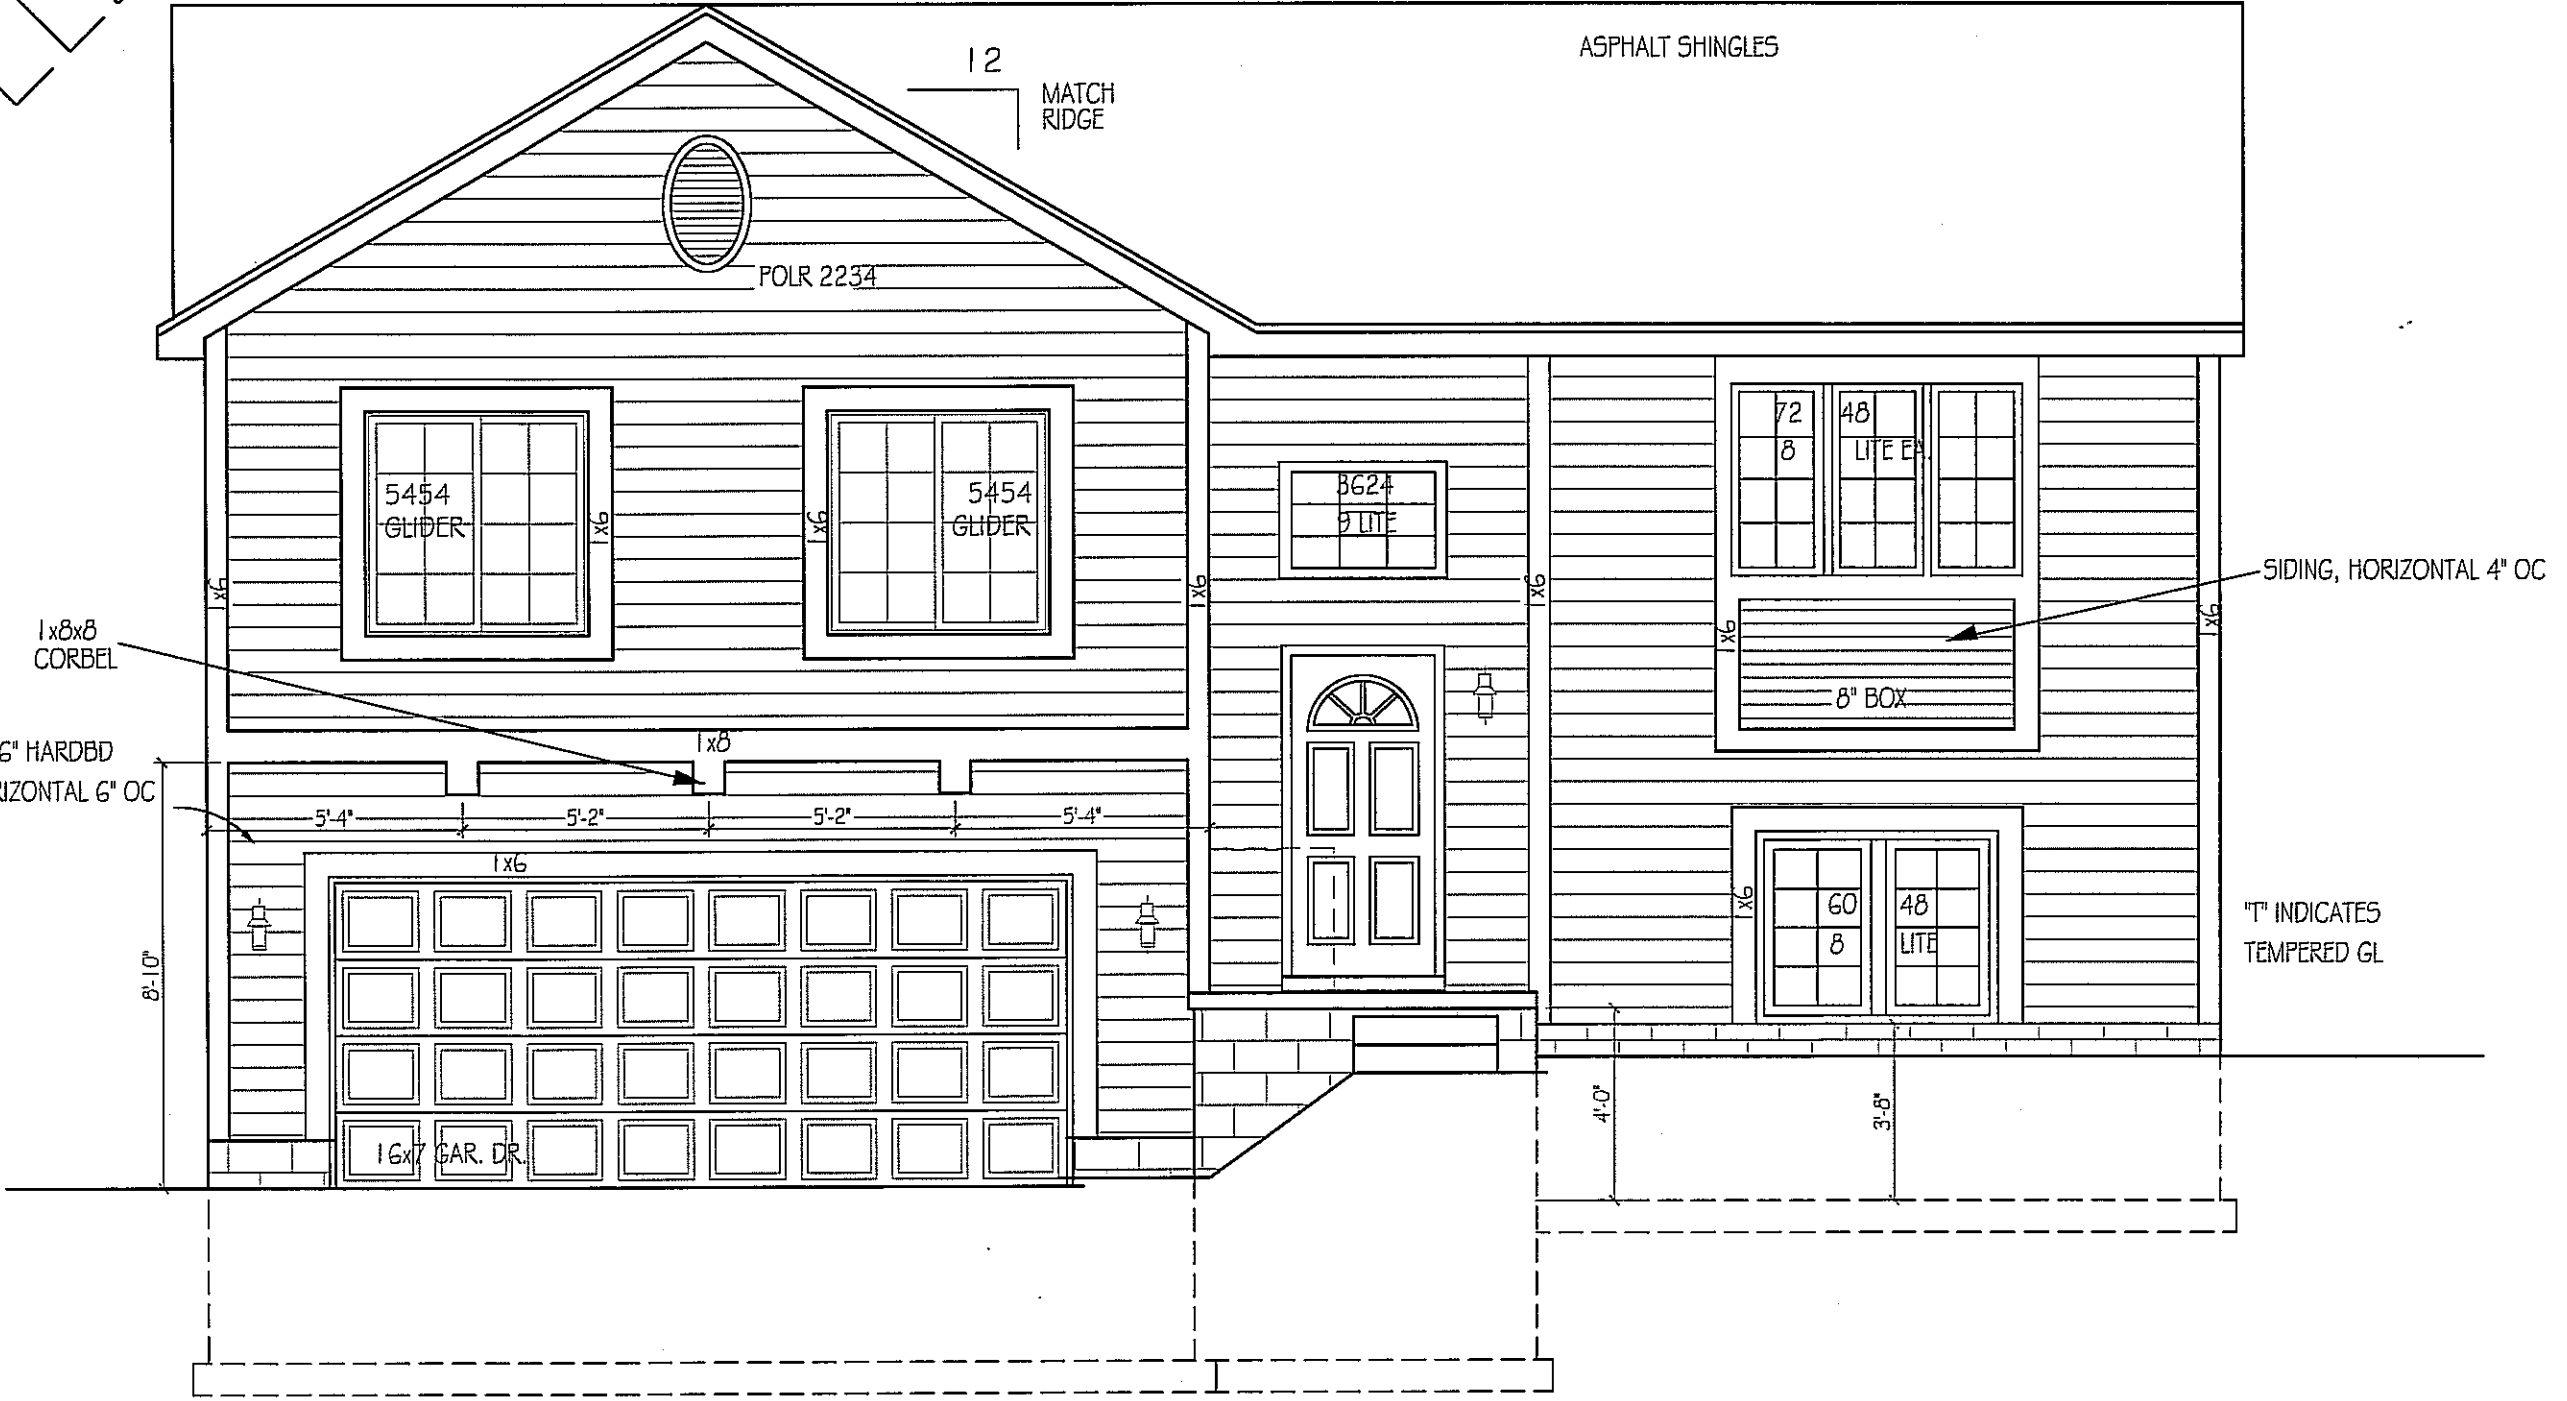 ASPHALT SHINGLES
12
MATCH
RIDGE
POLR 2234
72 48
8 LITE EA.
5454
GLIDER
1x6
1x6
5454
GLIDER
3624
9 LITE
SIDING, HORIZONTAL 4" OC
1x6
1x6
1x6
1x6
1x6
1x8x8
CORBEL
8" BOX
1x8
6" HARDBD
RIZONTAL 6" OC
5'-4"
5'-2"
5'-2"
5'-4"
1x6
1x6
60 48
8 LITE
"T" INDICATES
TEMPERED GL
8'-10"
4'-0"
3'-8"
16x7 GAR. DR.